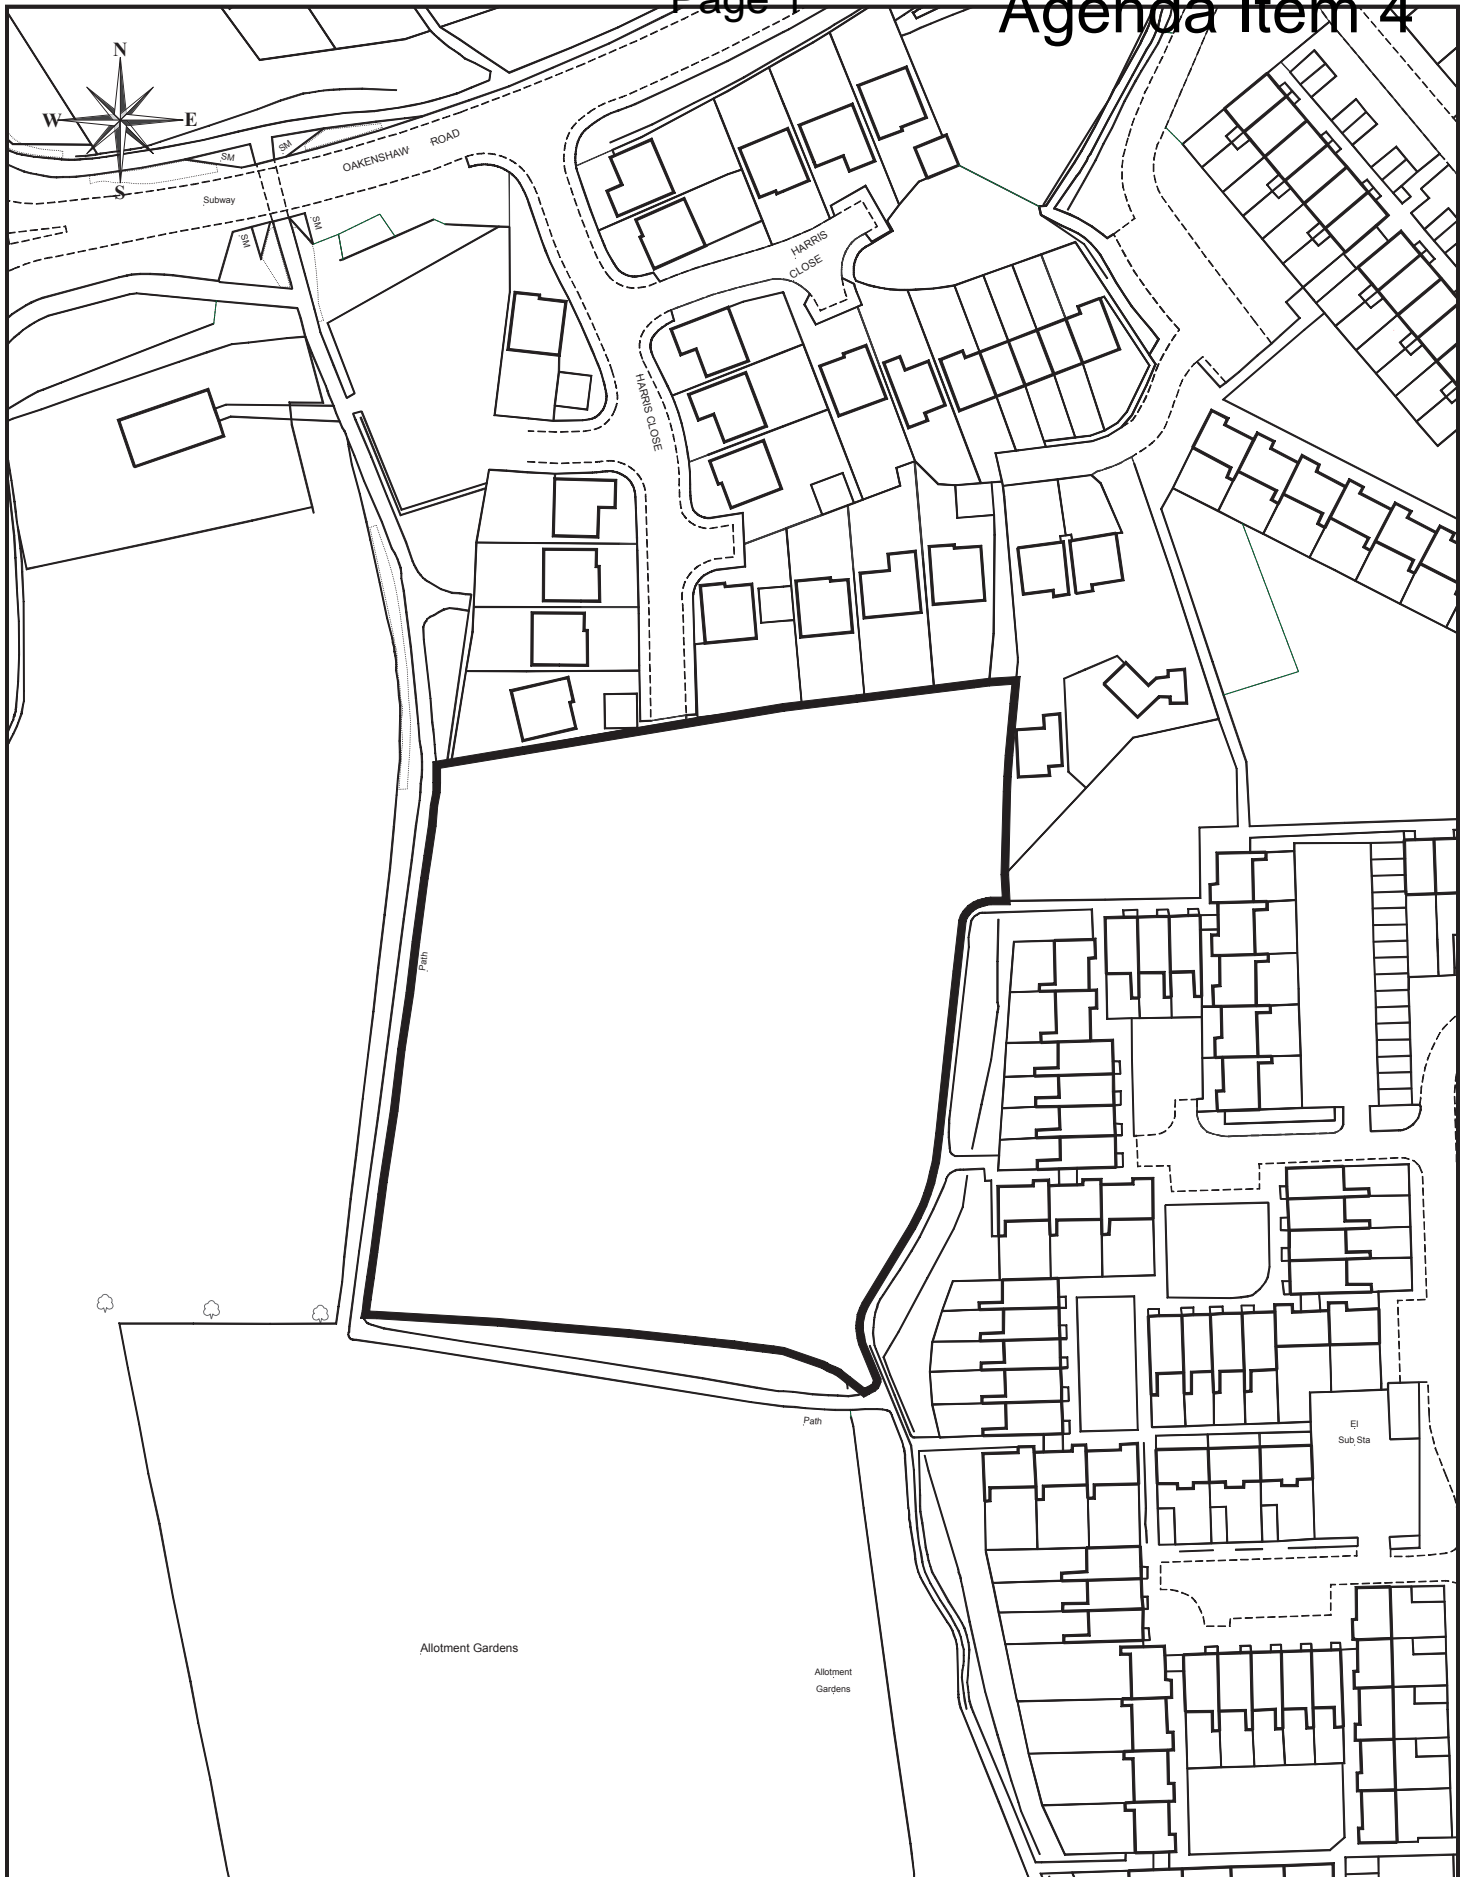 Page 1
Agenda Item 4
N
W
E
S
SM
SM
OAKENSHAW ROAD
Subway
SM
SM
HARRIS
CLOSE
HARRIS CLOSE
Path
Path
El
Sub Sta
Allotment Gardens
Allotment
Gardens